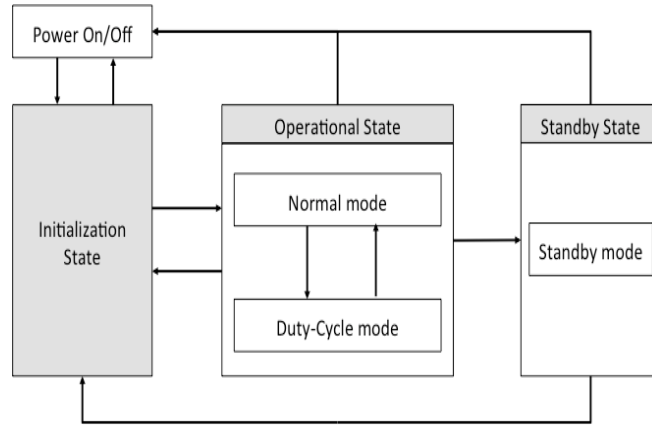 Power On/Off
Operational State
Standby State
Normal mode
Initialization
State
Standby mode
Duty-Cycle mode